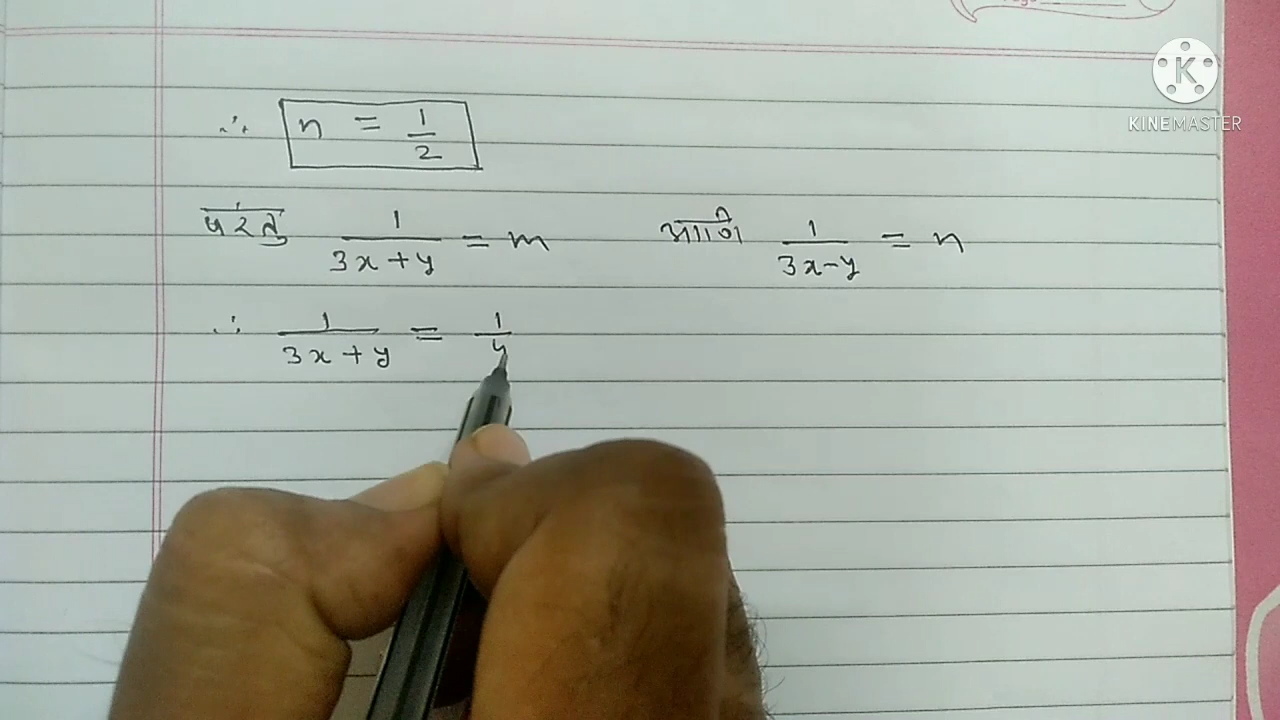 KINEMASTER
∴ n = 1/2
परंतु 1/(3x+y) = m आणि 1/(3x-y) = n
∴ 1/(3x+y) = 1/4